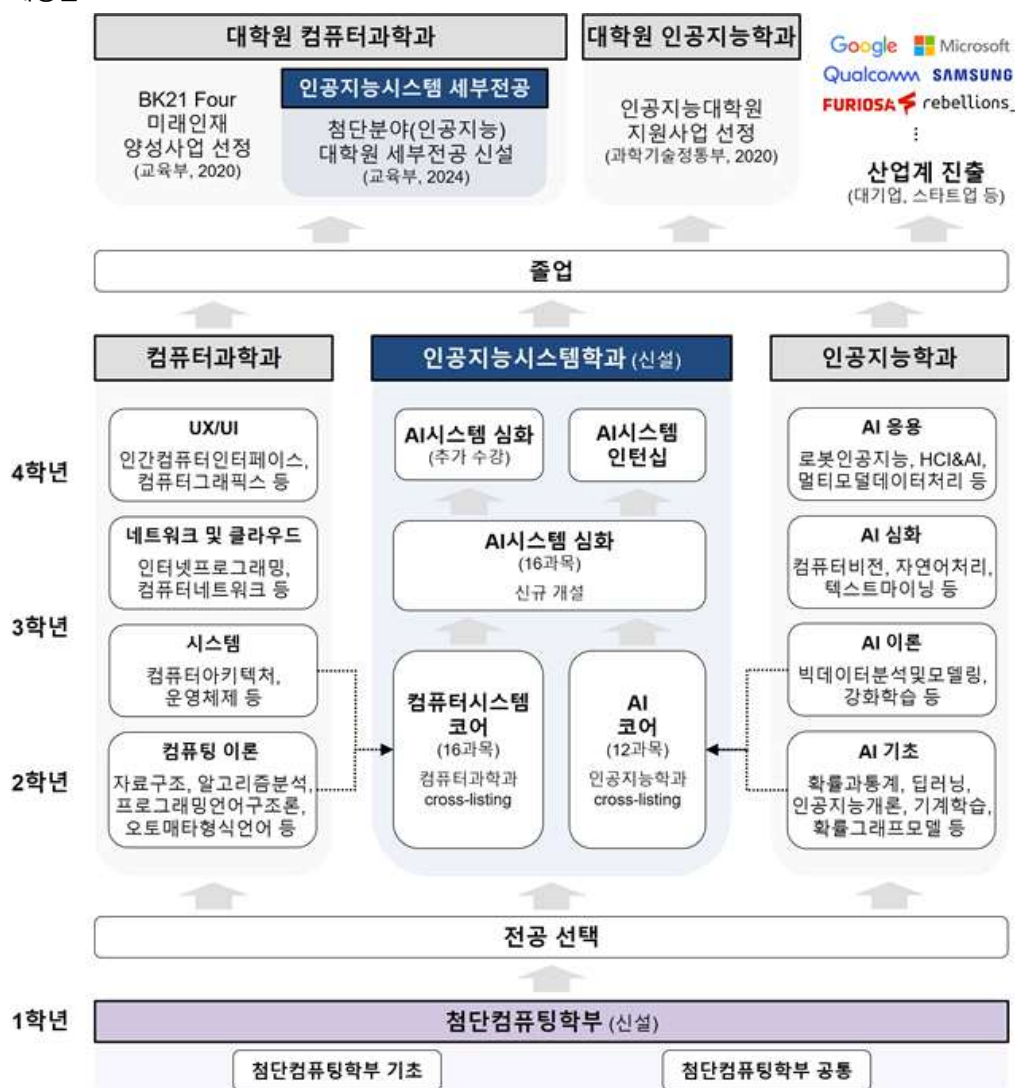 대학원 컴퓨터과학과
대학원 인공지능학과
BK21 Four
미래인재
양성사업 선정
(교육부, 2020)
인공지능시스템 세부전공
첨단분야(인공지능)
대학원 세부전공 신설
(교육부, 2024)
인공지능대학원
지원사업 선정
(과학기술정통부, 2020)
Google Microsoft
Qualcomm SAMSUNG
FURIOSA rebellions_
⋮
산업계 진출
(대기업, 스타트업 등)
졸업
컴퓨터과학과
인공지능시스템학과 (신설)
인공지능학과
4학년
3학년
2학년
UX/UI
인간컴퓨터인터페이스,
컴퓨터그래픽스 등
네트워크 및 클라우드
인터넷프로그래밍,
컴퓨터네트워크 등
시스템
컴퓨터아키텍처,
운영체제 등
컴퓨팅 이론
자료구조, 알고리즘분석,
프로그래밍언어구조론,
오토매타형식언어 등
AI시스템 심화
(추가 수강)
AI시스템
인턴십
AI시스템 심화
(16과목)
신규 개설
컴퓨터시스템
코어
(16과목)
컴퓨터과학과
cross-listing
AI
코어
(12과목)
인공지능학과
cross-listing
AI 응용
로봇인공지능, HCI&AI,
멀티모덜데이터처리 등
AI 심화
컴퓨터비전, 자연어처리,
텍스트마이닝 등
AI 이론
빅데이터분석및모델링,
강화학습 등
AI 기초
확률과통계, 딥러닝,
인공지능개론, 기계학습,
확률그래프모델 등
전공 선택
1학년
첨단컴퓨팅학부 (신설)
첨단컴퓨팅학부 기초
첨단컴퓨팅학부 공통